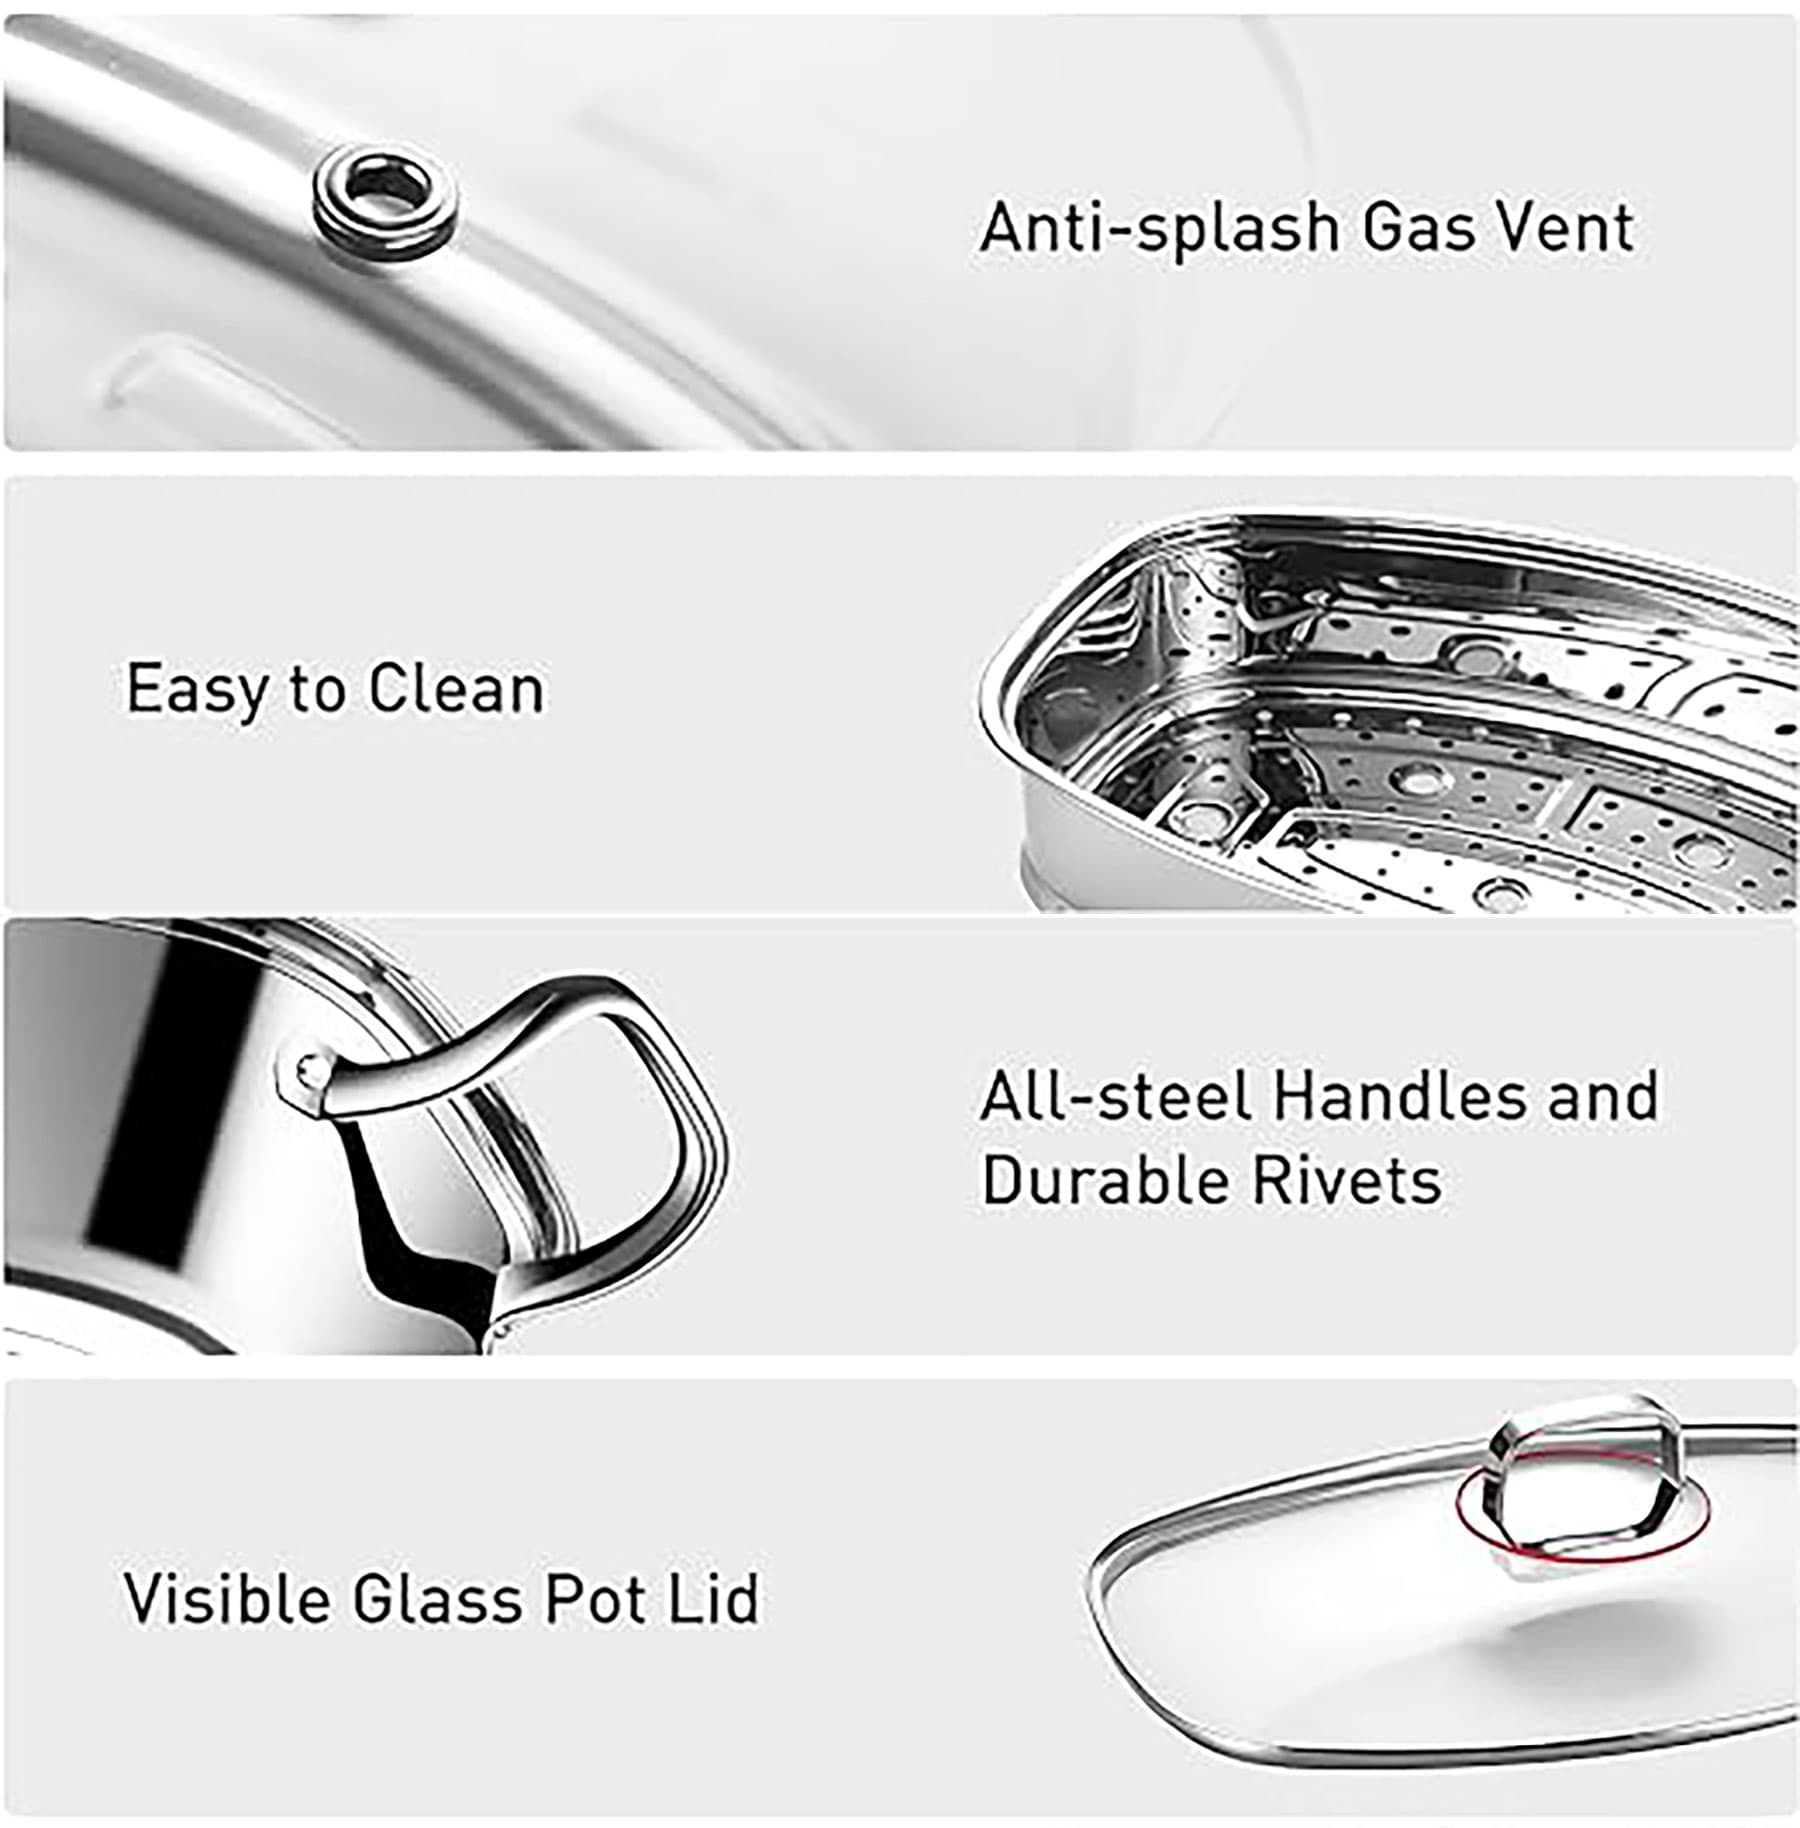 Anti-splash Gas Vent
Easy to Clean
All-steel Handles and
Durable Rivets
Visible Glass Pot Lid